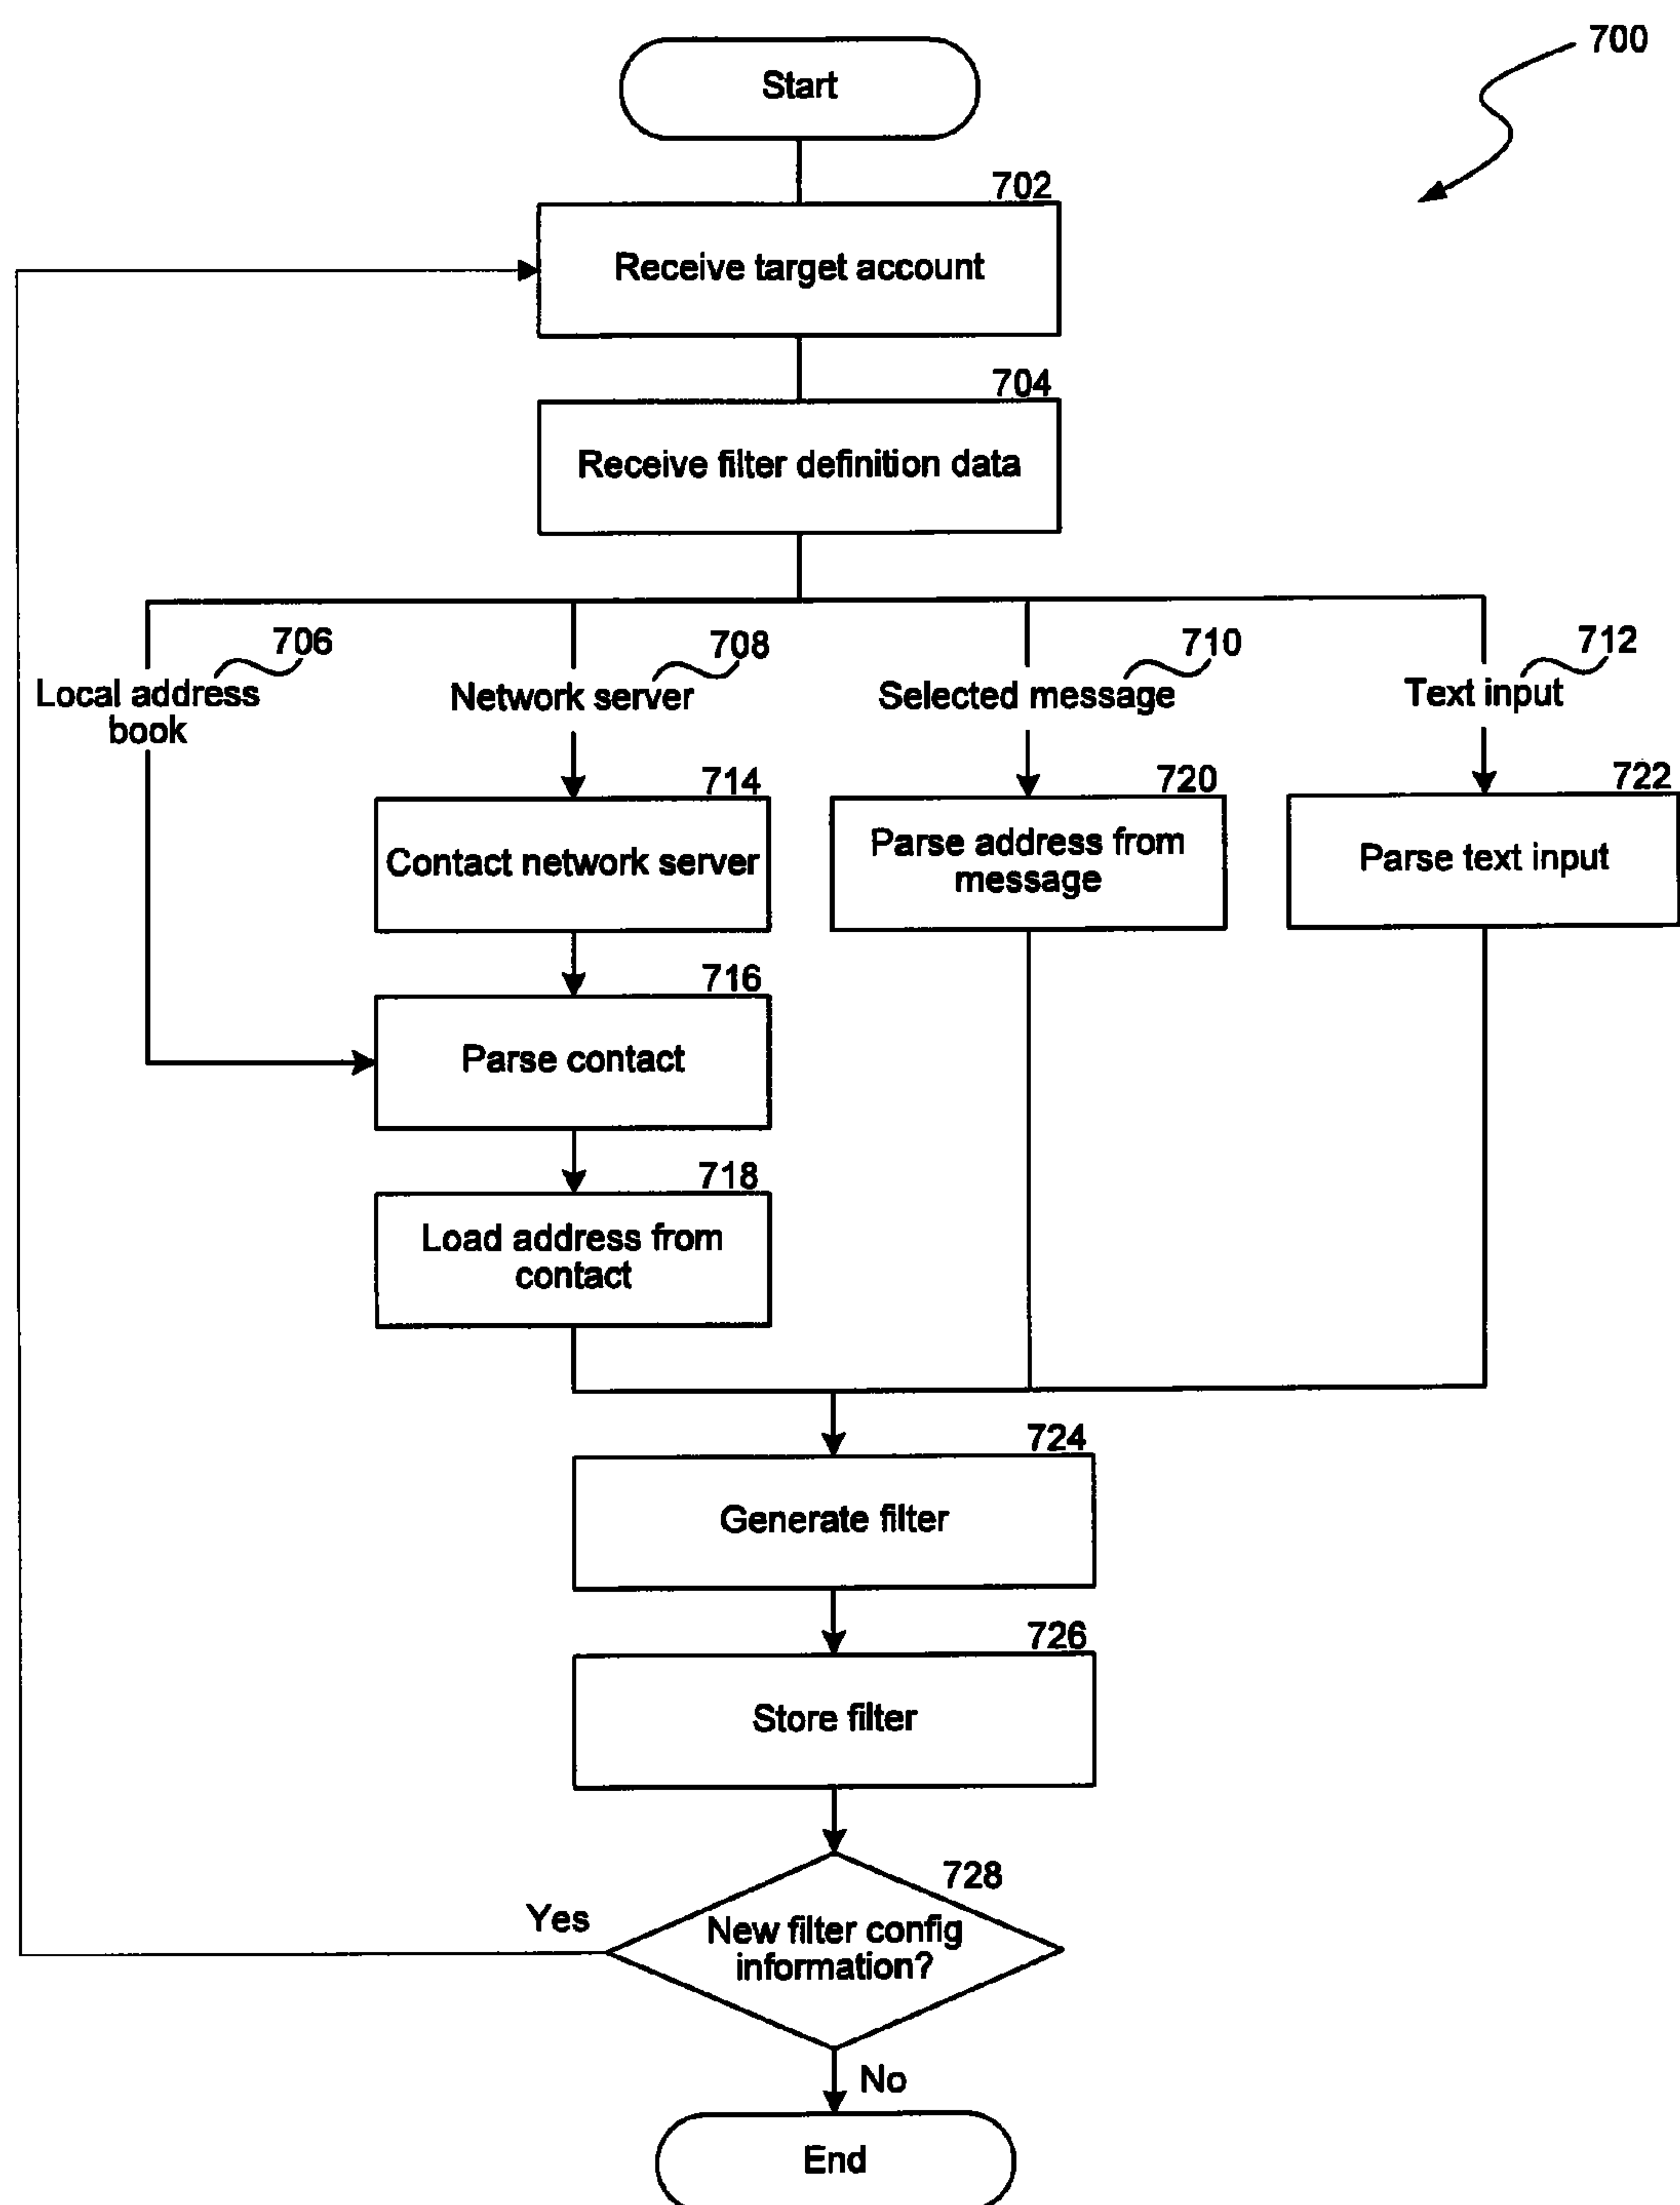 700
Start
702
Receive target account
704
Receive filter definition data
706
Local address
book
708
Network server
710
Selected message
712
Text input
714
Contact network server
720
Parse address from
message
722
Parse text input
716
Parse contact
718
Load address from
contact
724
Generate filter
726
Store filter
728
New filter config
information?
Yes
No
End